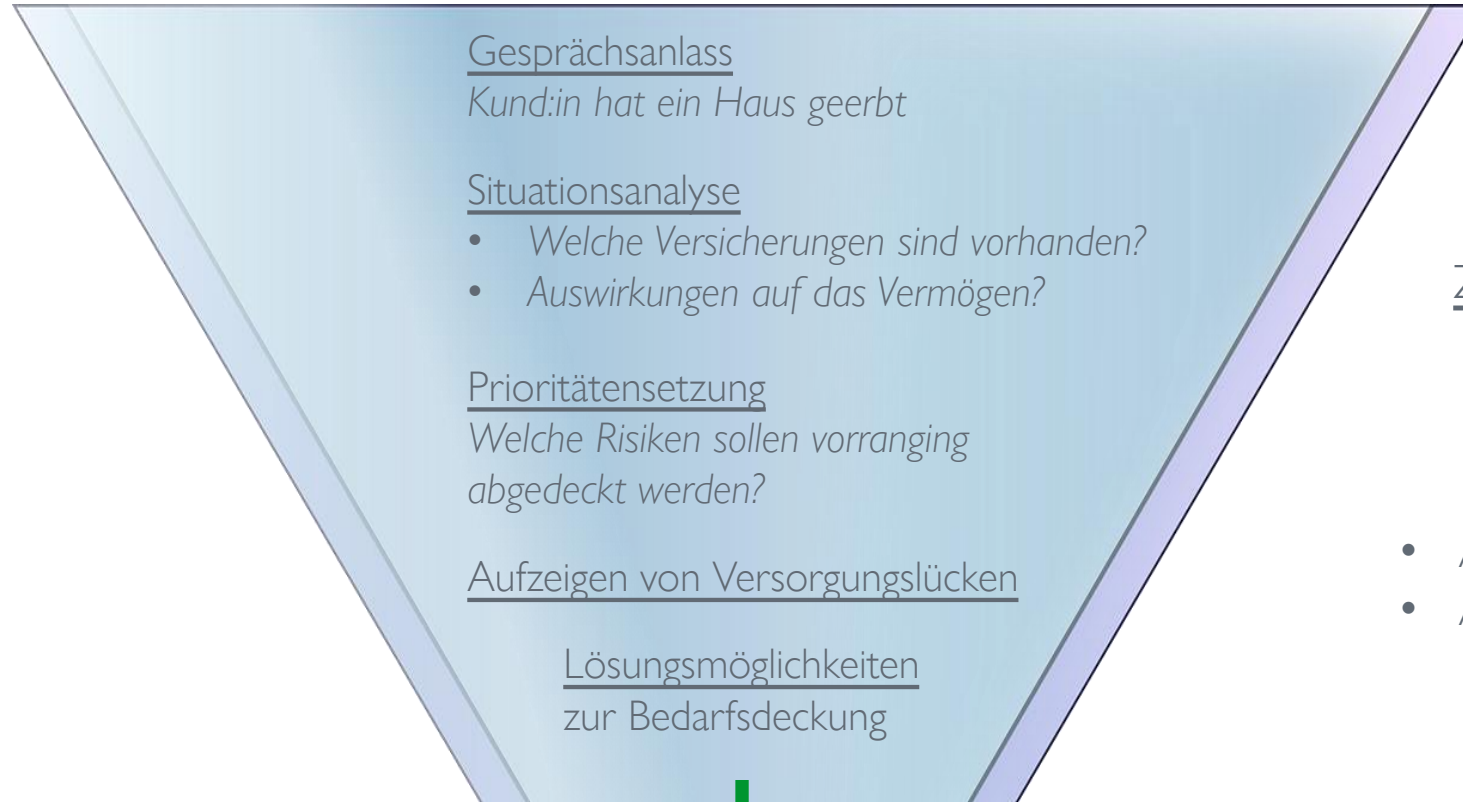 Gesprächsanlass
Kund:in hat ein Haus geerbt
Situationsanalyse
• Welche Versicherungen sind vorhanden?
• Auswirkungen auf das Vermögen?
Prioritätensetzung
Welche Risiken sollen vorranging
abgedeckt werden?
Aufzeigen von Versorgungslücken
Lösungsmöglichkeiten
zur Bedarfsdeckung